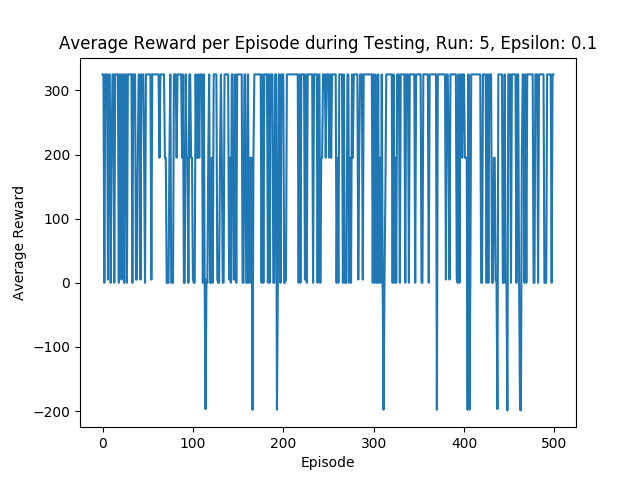 Average Reward per Episode during Testing, Run: 5, Epsilon: 0.1
300
200
100
0
−100
−200
Average Reward
0 100 200 300 400 500
Episode